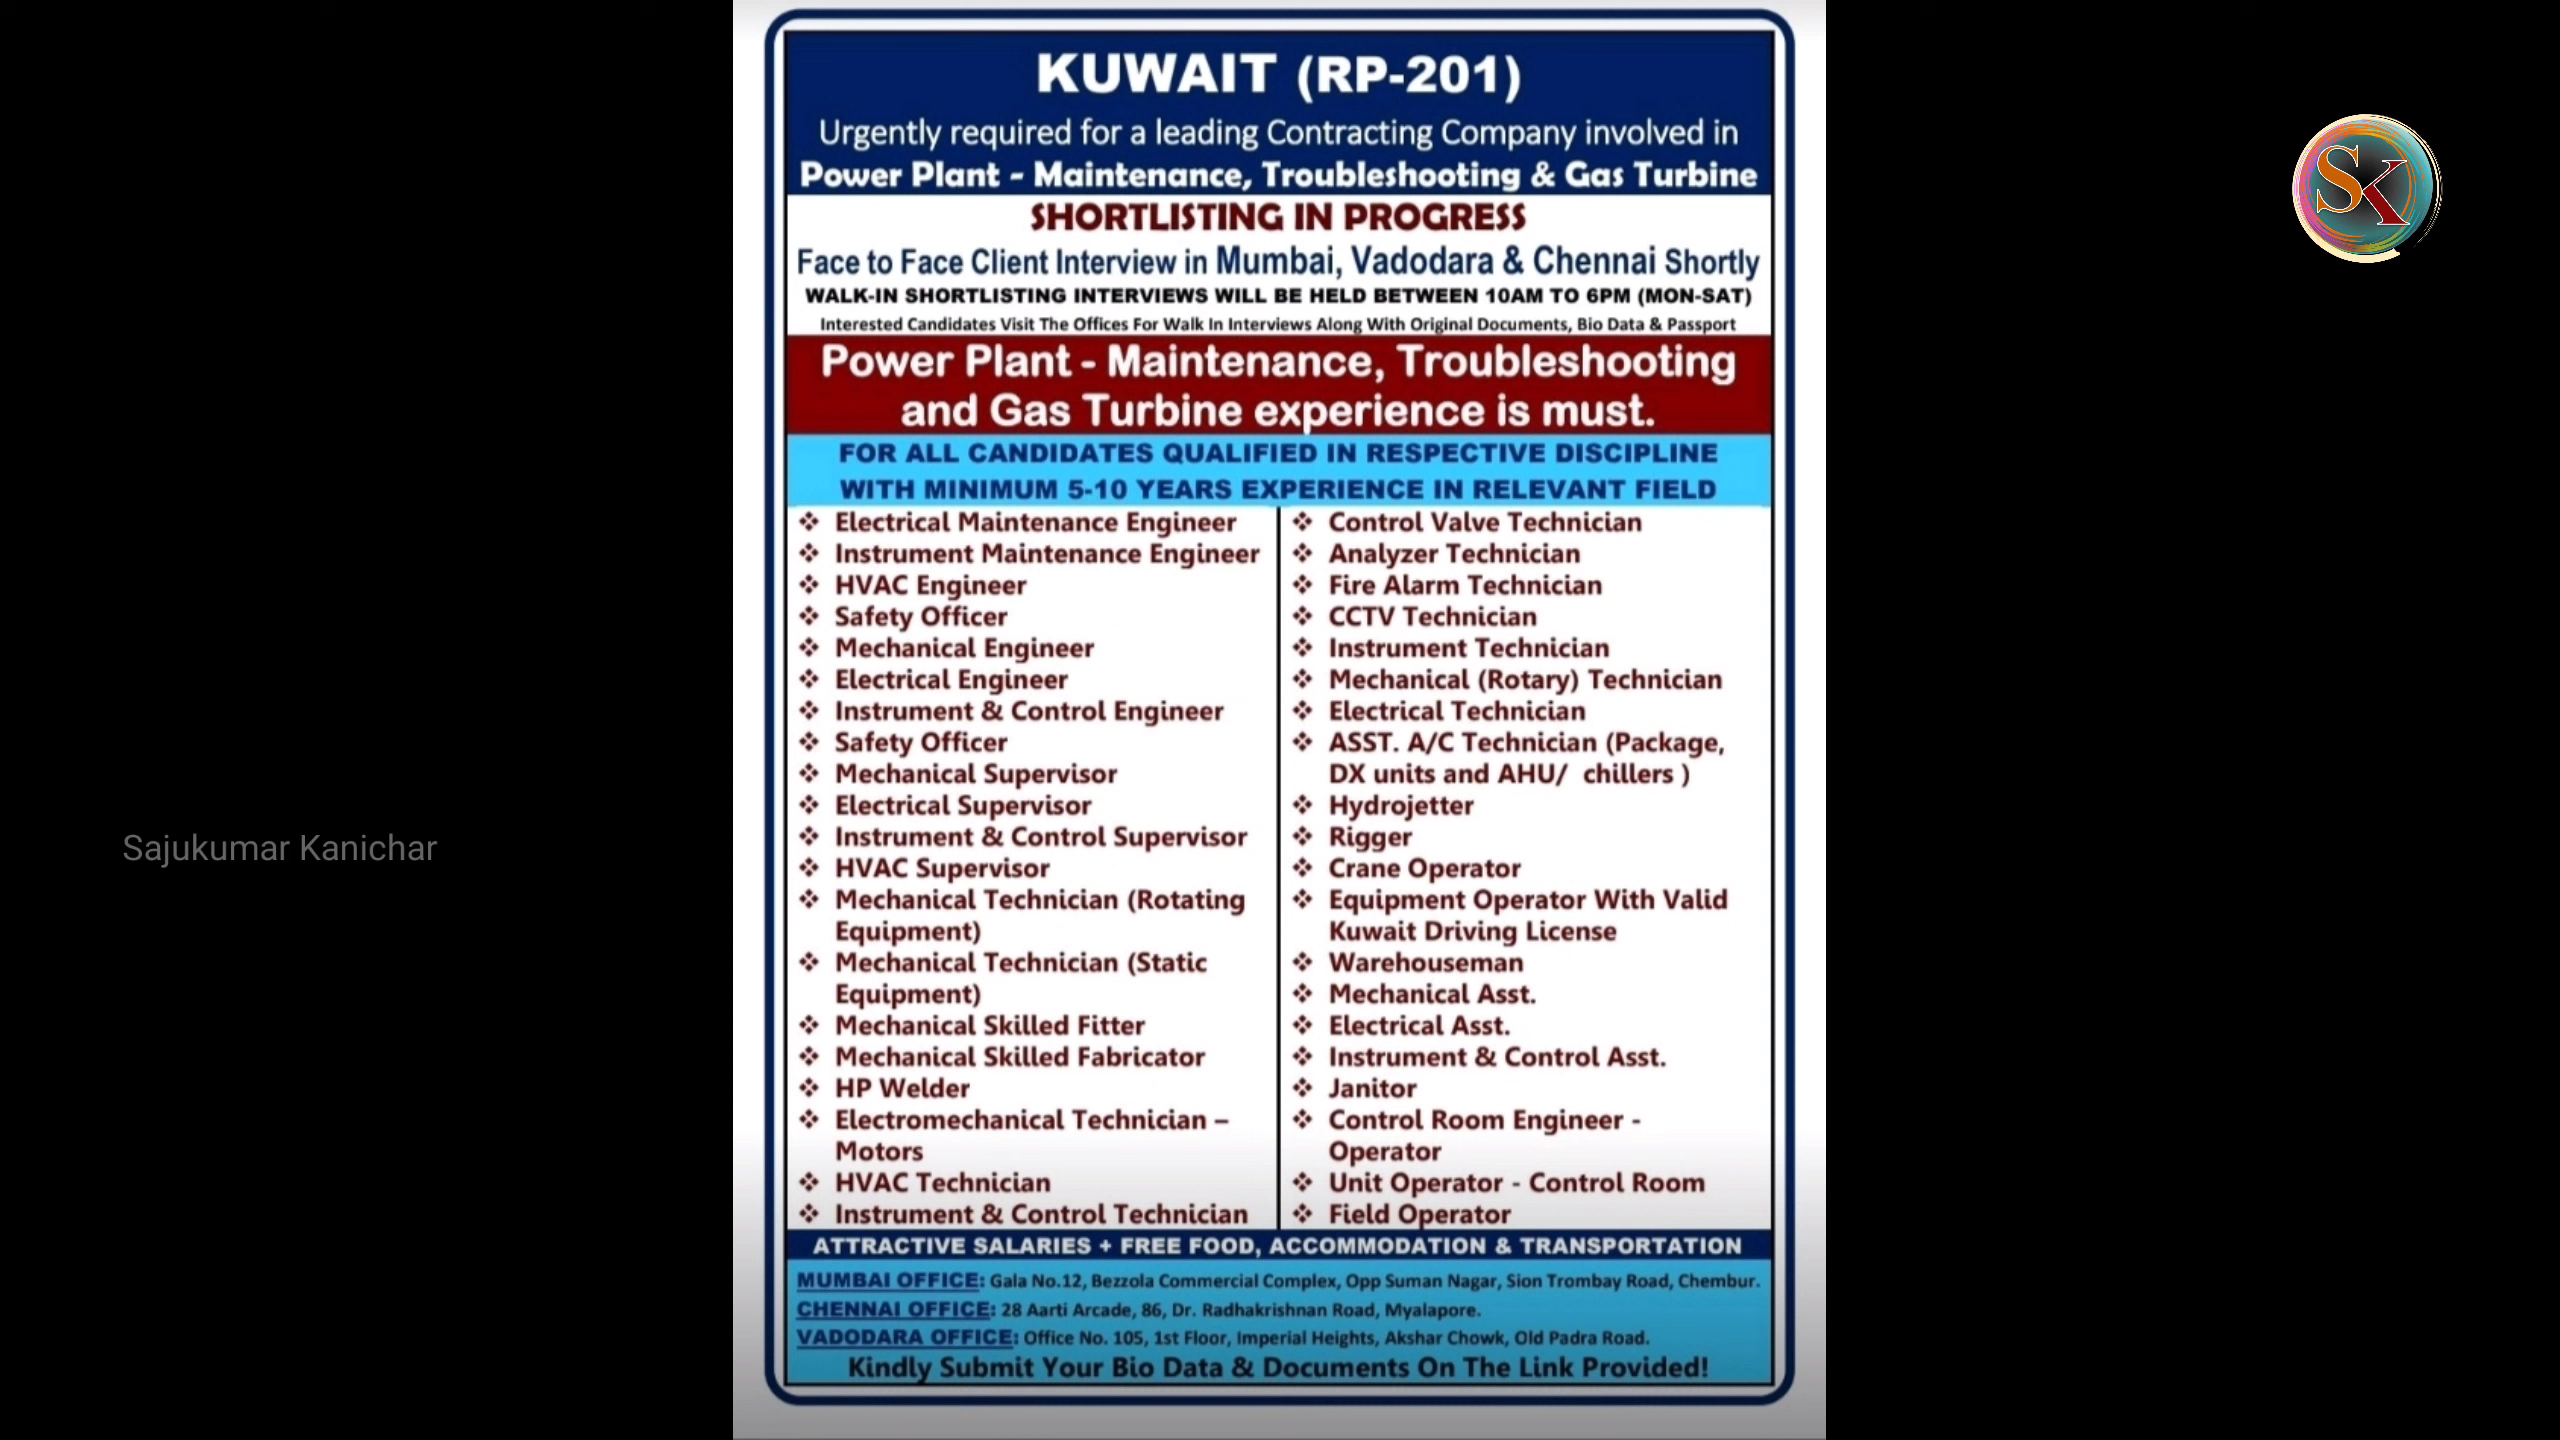 KUWAIT (RP-201)
Urgently required for a leading Contracting Company involved in
Power Plant - Maintenance, Troubleshooting & Gas Turbine
SHORTLISTING IN PROGRESS
Face to Face Client Interview in Mumbai, Vadodara & Chennai Shortly
WALK-IN SHORTLISTING INTERVIEWS WILL BE HELD BETWEEN 10AM TO 6PM (MON-SAT)
Interested Candidates Visit The Offices For Walk In Interviews Along With Original Documents, Bio Data & Passport
Power Plant - Maintenance, Troubleshooting
and Gas Turbine experience is must.
FOR ALL CANDIDATES QUALIFIED IN RESPECTIVE DISCIPLINE
WITH MINIMUM 5-10 YEARS EXPERIENCE IN RELEVANT FIELD
❖ Electrical Maintenance Engineer
❖ Instrument Maintenance Engineer
❖ HVAC Engineer
❖ Safety Officer
❖ Mechanical Engineer
❖ Electrical Engineer
❖ Instrument & Control Engineer
❖ Safety Officer
❖ Mechanical Supervisor
❖ Electrical Supervisor
❖ Instrument & Control Supervisor
❖ HVAC Supervisor
❖ Mechanical Technician (Rotating
Equipment)
❖ Mechanical Technician (Static
Equipment)
❖ Mechanical Skilled Fitter
❖ Mechanical Skilled Fabricator
❖ HP Welder
❖ Electromechanical Technician –
Motors
❖ HVAC Technician
❖ Instrument & Control Technician
❖ Control Valve Technician
❖ Analyzer Technician
❖ Fire Alarm Technician
❖ CCTV Technician
❖ Instrument Technician
❖ Mechanical (Rotary) Technician
❖ Electrical Technician
❖ ASST. A/C Technician (Package,
DX units and AHU/ chillers )
❖ Hydrojetter
❖ Rigger
❖ Crane Operator
❖ Equipment Operator With Valid
Kuwait Driving License
❖ Warehouseman
❖ Mechanical Asst.
❖ Electrical Asst.
❖ Instrument & Control Asst.
❖ Janitor
❖ Control Room Engineer -
Operator
❖ Unit Operator - Control Room
❖ Field Operator
ATTRACTIVE SALARIES + FREE FOOD, ACCOMMODATION & TRANSPORTATION
MUMBAI OFFICE: Gala No.12, Bezzola Commercial Complex, Opp Suman Nagar, Sion Trombay Road, Chembur.
CHENNAI OFFICE: 28 Aarti Arcade, 86, Dr. Radhakrishnan Road, Myalapore.
VADODARA OFFICE: Office No. 105, 1st Floor, Imperial Heights, Akshar Chowk, Old Padra Road.
Kindly Submit Your Bio Data & Documents On The Link Provided!
Sajukumar Kanichar
SK